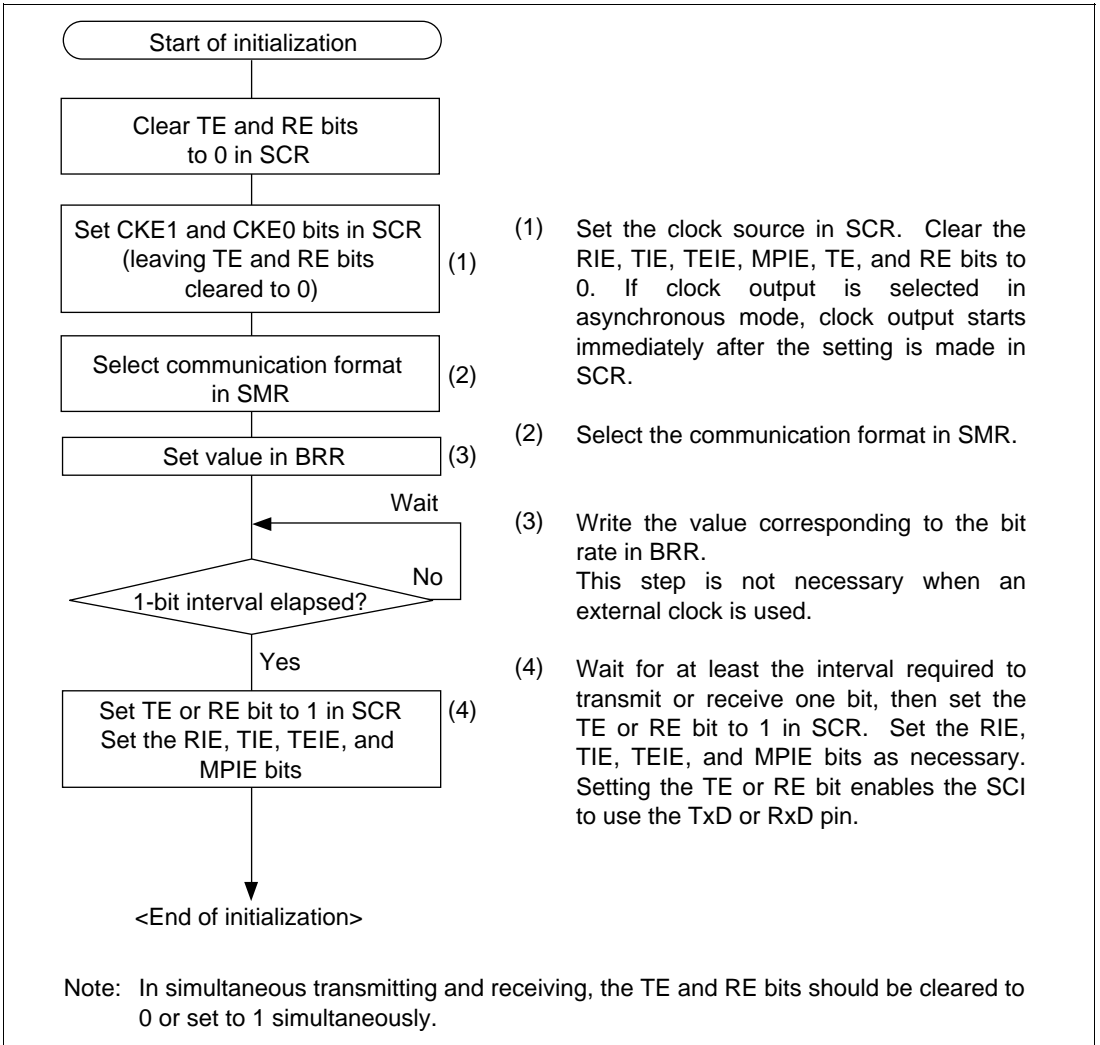 Start of initialization
Clear TE and RE bits
to 0 in SCR
Set CKE1 and CKE0 bits in SCR
(leaving TE and RE bits
cleared to 0)
(1)
Select communication format
in SMR
(2)
Set value in BRR
(3)
Wait
1-bit interval elapsed?
No
Yes
Set TE or RE bit to 1 in SCR
Set the RIE, TIE, TEIE, and
MPIE bits
(4)
<End of initialization>
(1) Set the clock source in SCR. Clear the
RIE, TIE, TEIE, MPIE, TE, and RE bits to
0. If clock output is selected in
asynchronous mode, clock output starts
immediately after the setting is made in
SCR.
(2) Select the communication format in SMR.
(3) Write the value corresponding to the bit
rate in BRR.
This step is not necessary when an
external clock is used.
(4) Wait for at least the interval required to
transmit or receive one bit, then set the
TE or RE bit to 1 in SCR. Set the RIE,
TIE, TEIE, and MPIE bits as necessary.
Setting the TE or RE bit enables the SCI
to use the TxD or RxD pin.
Note: In simultaneous transmitting and receiving, the TE and RE bits should be cleared to
0 or set to 1 simultaneously.